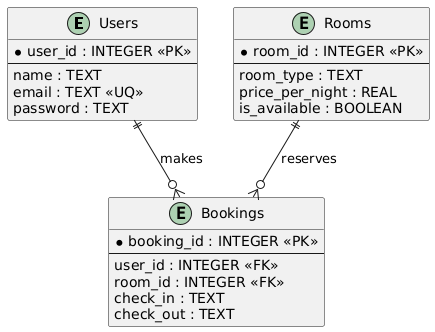 E Users
* user_id : INTEGER «PK»
name : TEXT
email : TEXT «UQ»
password : TEXT
E Rooms
* room_id : INTEGER «PK»
room_type : TEXT
price_per_night : REAL
is_available : BOOLEAN
makes
reserves
E Bookings
* booking_id : INTEGER «PK»
user_id : INTEGER «FK»
room_id : INTEGER «FK»
check_in : TEXT
check_out : TEXT